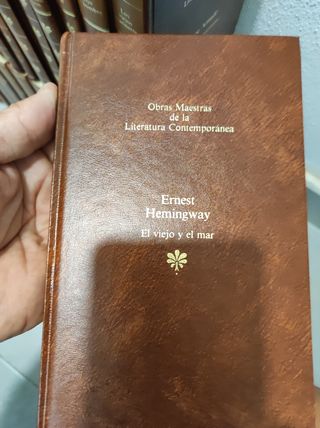 Obras Maestras
de la
Literatura Contemporánea
Ernest
Hemingway
El viejo y el mar